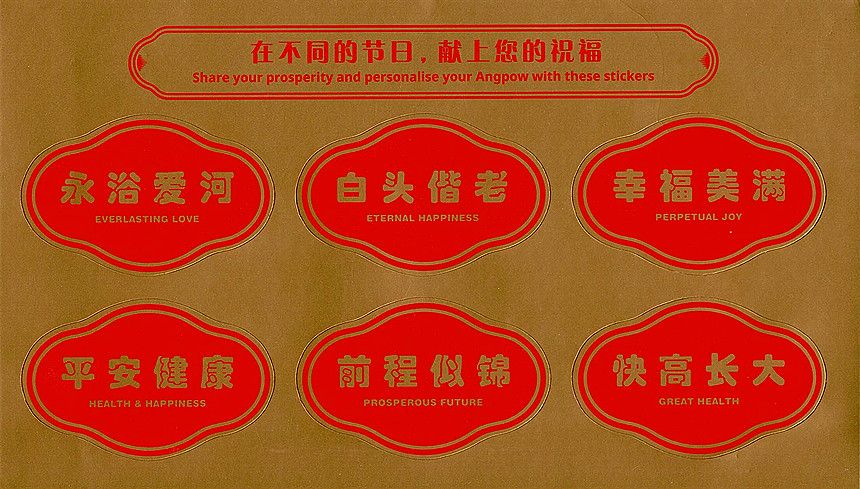 在不同的节日，献上您的祝福
Share your prosperity and personalise your Angpow with these stickers
永浴爱河
EVERLASTING LOVE
白头偕老
ETERNAL HAPPINESS
幸福美满
PERPETUAL JOY
平安健康
HEALTH & HAPPINESS
前程似锦
PROSPEROUS FUTURE
快高长大
GREAT HEALTH